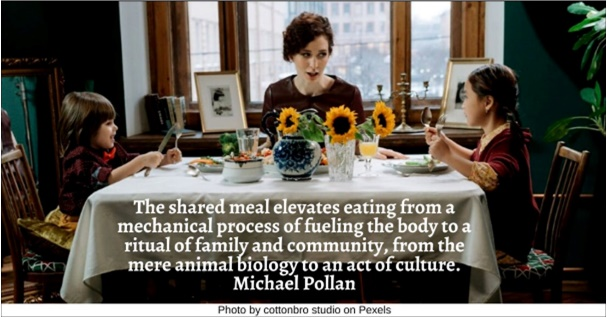 The shared meal elevates eating from a
mechanical process of fueling the body to a
ritual of family and community, from the
mere animal biology to an act of culture.
Michael Pollan
Photo by cottonbro studio on Pexels